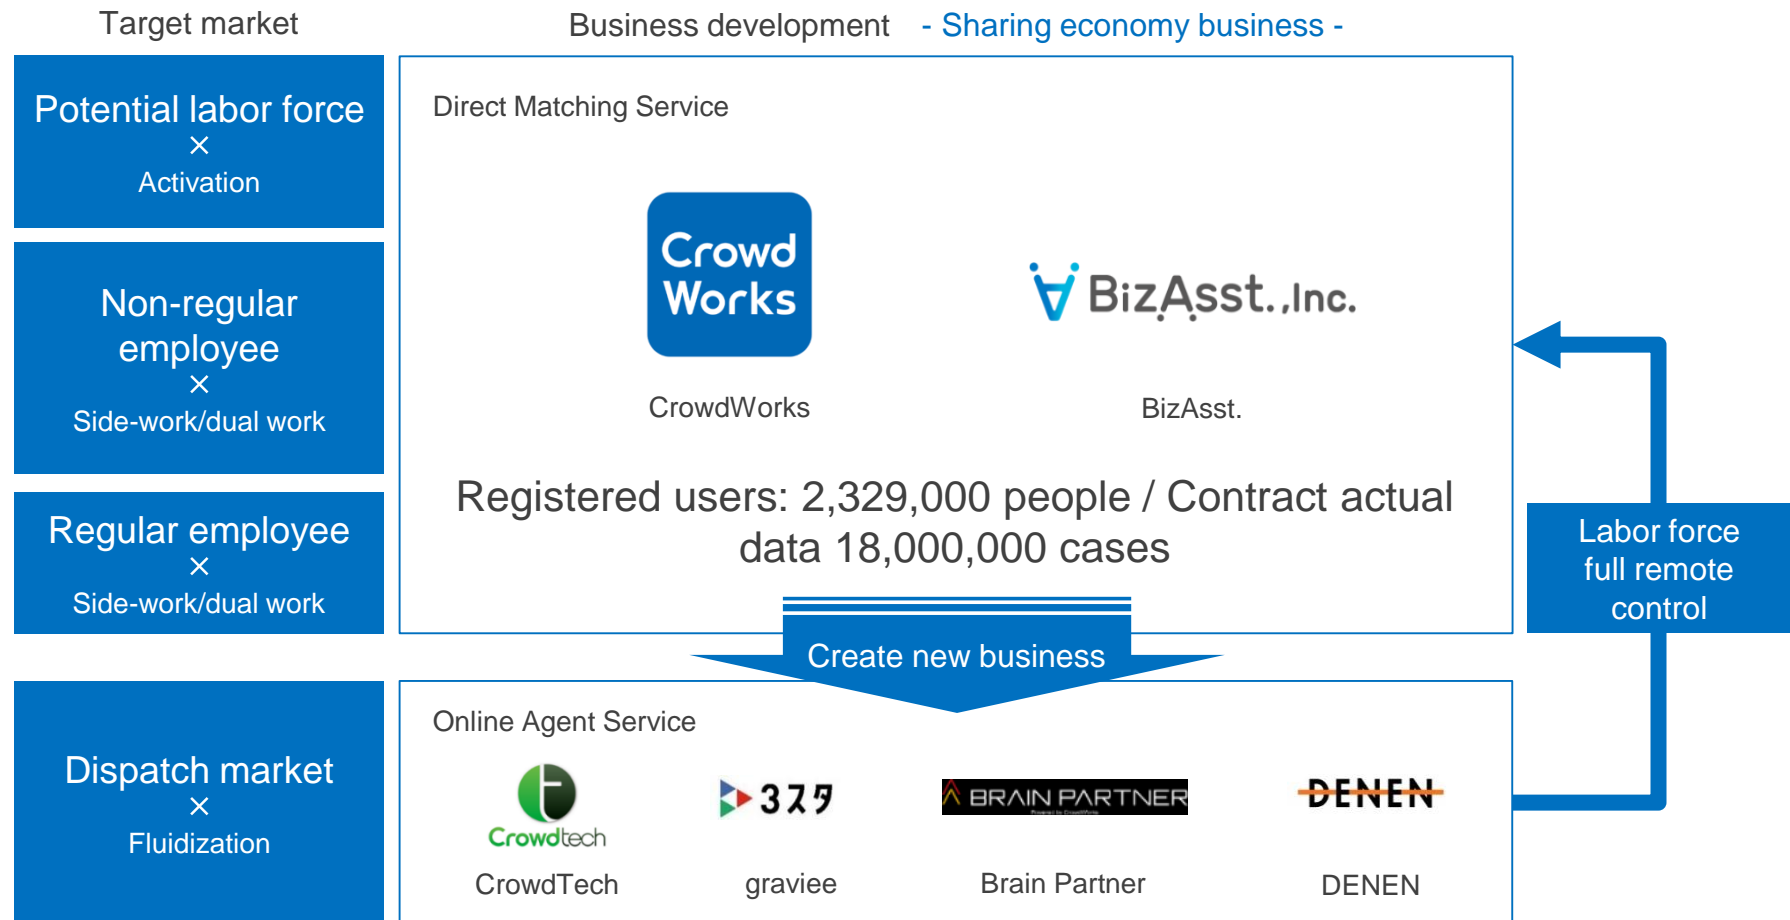 Target market
Business development - Sharing economy business -
Potential labor force
×
Activation
Non-regular
employee
×
Side-work/dual work
Regular employee
×
Side-work/dual work
Dispatch market
×
Fluidization
Direct Matching Service
Crowd
Works
BizAsst.,Inc.
CrowdWorks
BizAsst.
Registered users: 2,329,000 people / Contract actual
data 18,000,000 cases
Create new business
Labor force
full remote
control
Online Agent Service
Crowdtech
3スタ
BRAIN PARTNER
Powered by CrowdWorks
DENEN
CrowdTech
graviee
Brain Partner
DENEN